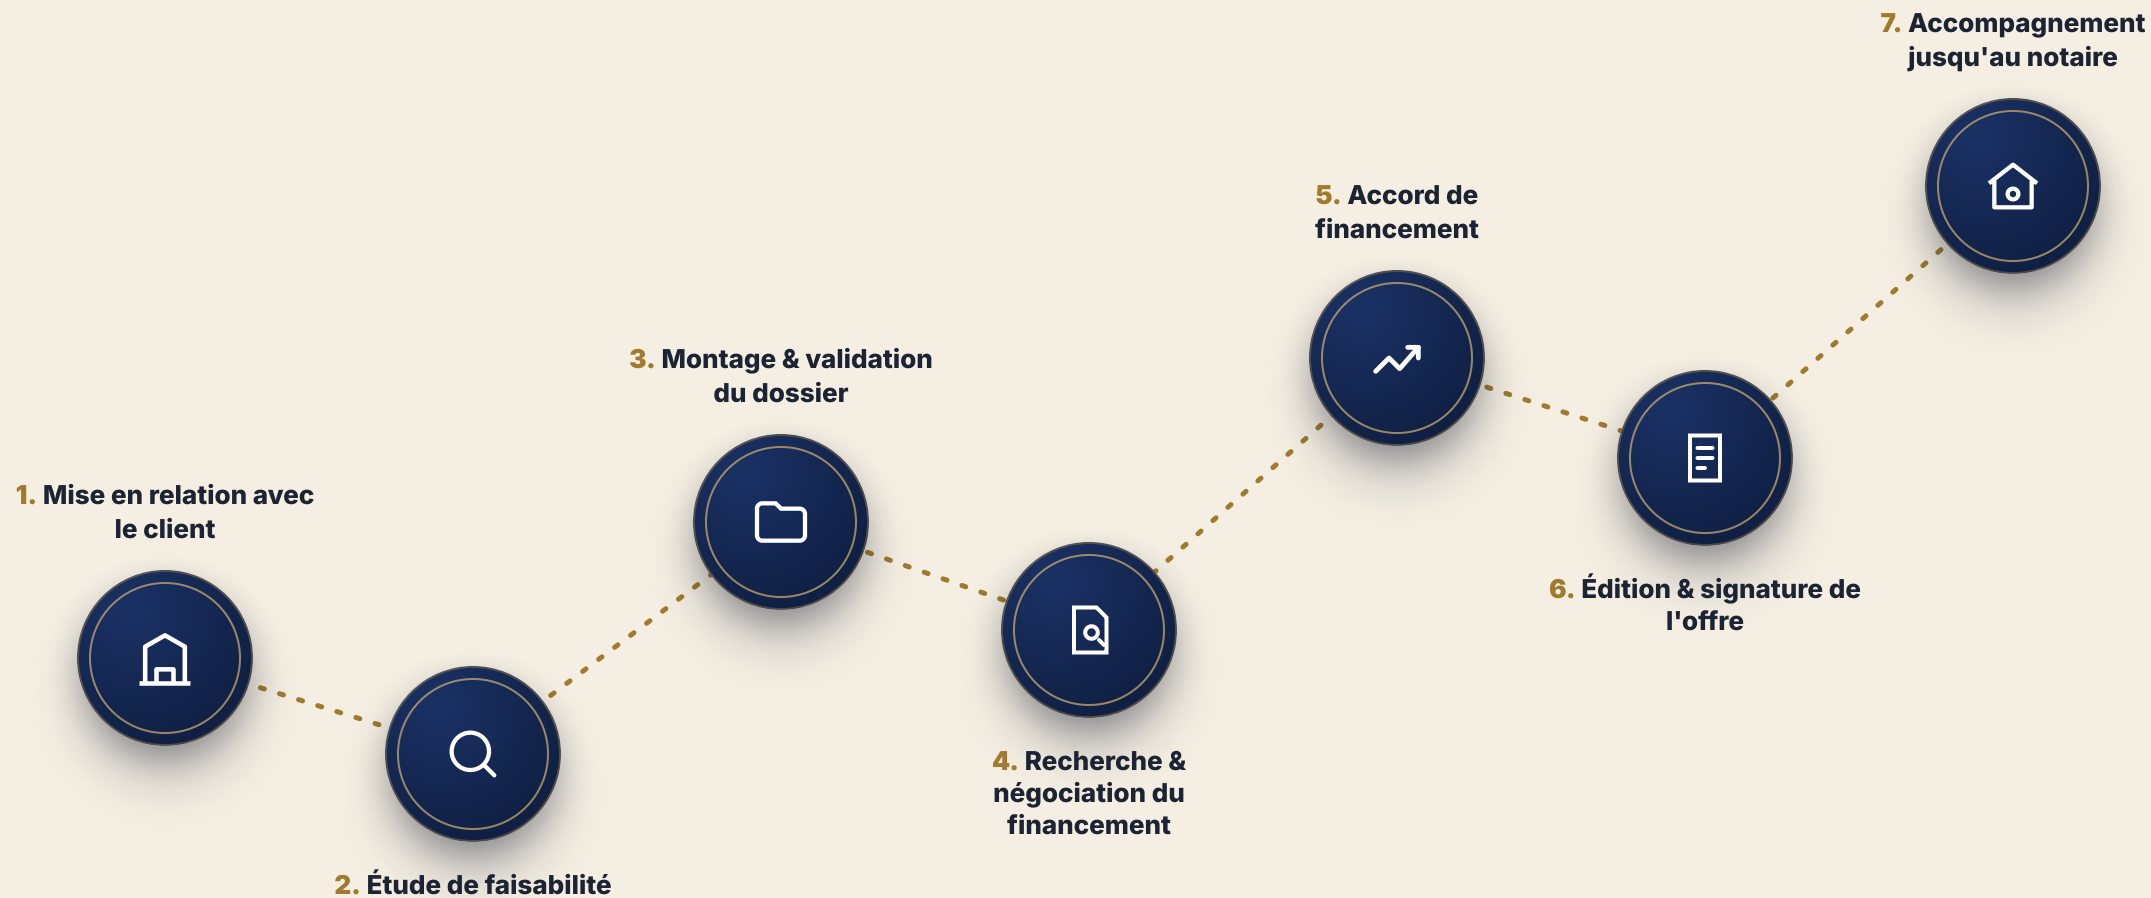 1. Mise en relation avec
le client
2. Étude de faisabilité
3. Montage & validation
du dossier
4. Recherche &
négociation du
financement
5. Accord de
financement
6. Édition & signature de
l'offre
7. Accompagnement
jusqu'au notaire